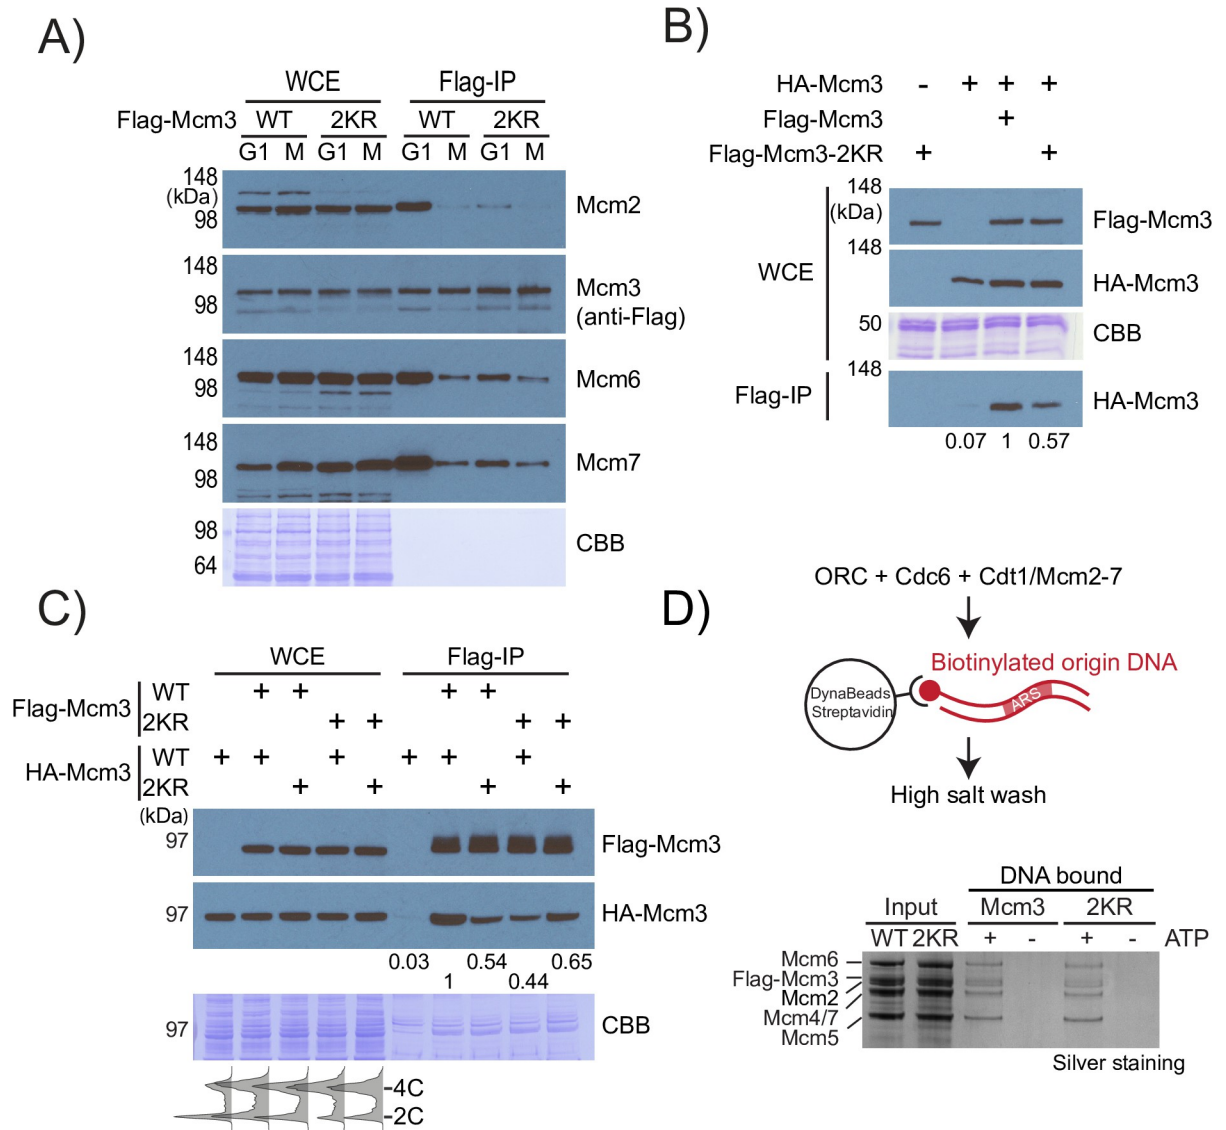 A)
WCE Flag-IP
Flag-Mcm3 WT 2KR WT 2KR
G1 M G1 M G1 M G1 M
148
(kDa)
98
Mcm2
148
98
Mcm3
(anti-Flag)
148
98
Mcm6
148
98
Mcm7
98
64
CBB
B)
HA-Mcm3 - + + +
Flag-Mcm3 +
Flag-Mcm3-2KR + +
WCE
148
(kDa)
Flag-Mcm3
148
HA-Mcm3
50
CBB
148
Flag-IP
HA-Mcm3
0.07 1 0.57
C)
WCE Flag-IP
Flag-Mcm3
WT + + + +
2KR + + + +
HA-Mcm3
WT + + + + + +
2KR + + + +
(kDa)
97
Flag-Mcm3
97
HA-Mcm3
0.03 1 0.54 0.44 0.65
97
CBB
4C
2C
D)
ORC + Cdc6 + Cdt1/Mcm2-7
Biotinylated origin DNA
DynaBeads
Streptavidin
ARS
High salt wash
DNA bound
Input Mcm3 2KR
WT 2KR + - + - ATP
Mcm6
Flag-Mcm3
Mcm2
Mcm4/7
Mcm5
Silver staining